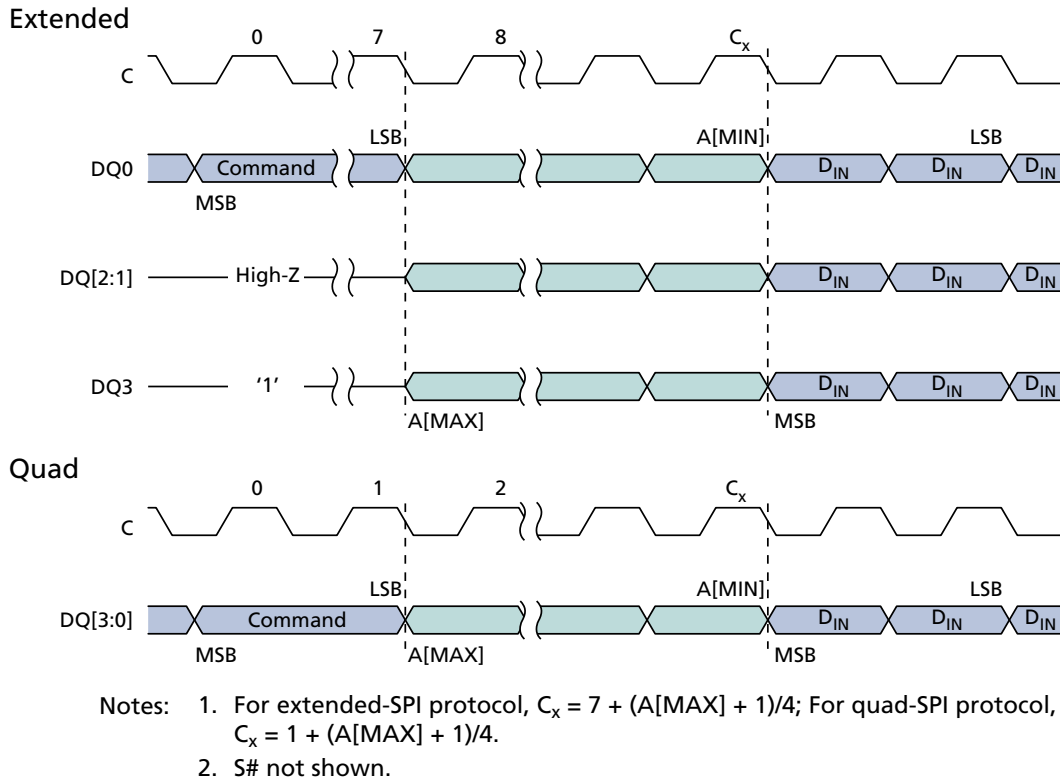 Extended
0 7 8 Cx
C
LSB A[MIN] LSB
DQ0 Command DIN DIN DIN
MSB
DQ[2:1] High-Z DIN DIN DIN
DQ3 '1' DIN DIN DIN
A[MAX] MSB
Quad
0 1 2 Cx
C
LSB A[MIN] LSB
DQ[3:0] Command DIN DIN DIN
MSB A[MAX] MSB
Notes: 1. For extended-SPI protocol, Cx = 7 + (A[MAX] + 1)/4; For quad-SPI protocol,
Cx = 1 + (A[MAX] + 1)/4.
2. S# not shown.